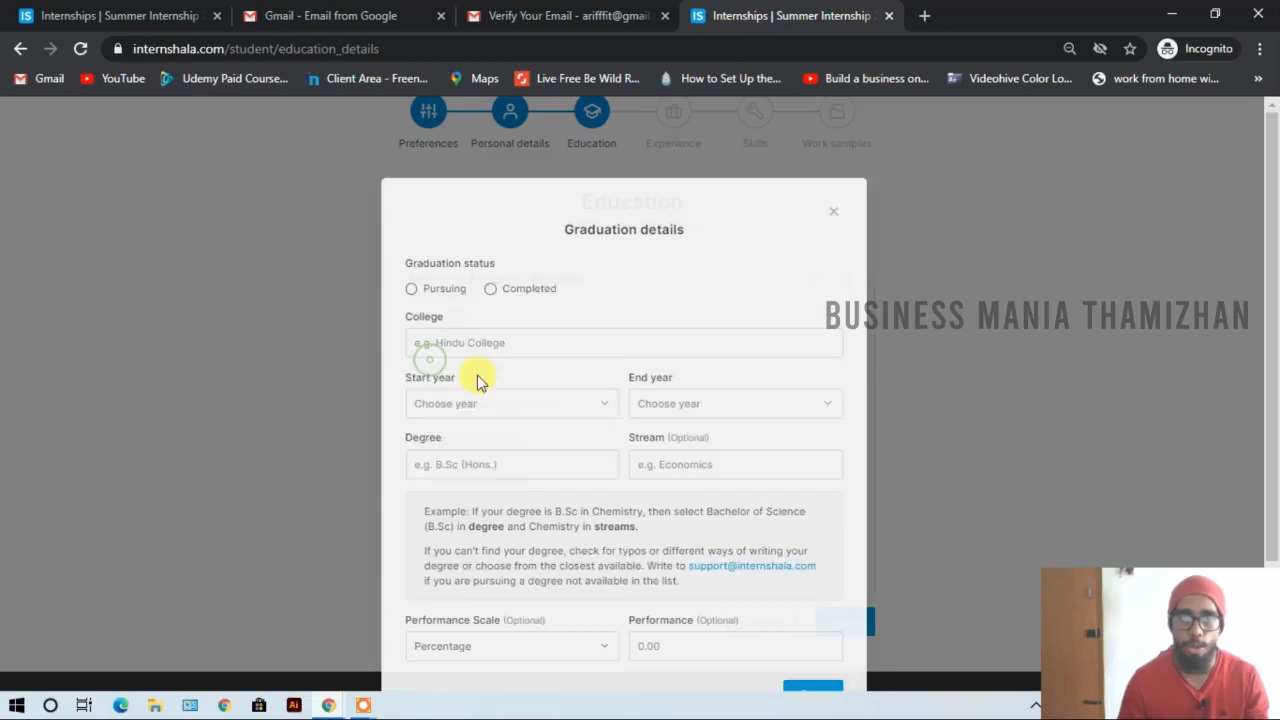 Internships | Summer Internship
Gmail - Email from Google
Verify Your Email - arifffit@gmail
Internships | Summer Internship
internshala.com/student/education_details
Incognito
Gmail
YouTube
Udemy Paid Course...
Client Area - Freen...
Maps
Live Free Be Wild R...
How to Set Up the...
Build a business on...
Videohive Color Lo...
work from home wi...
Preferences
Personal details
Education
Experience
Skills
Work samples
Education
Graduation details
Graduation status
Pursuing
Completed
BUSINESS MANIA THAMIZHAN
College
e.g. Hindu College
Start year
End year
Choose year
Choose year
Degree
Stream (Optional)
e.g. B.Sc (Hons.)
e.g. Economics
Example: If your degree is B.Sc in Chemistry, then select Bachelor of Science
(B.Sc) in degree and Chemistry in streams.
If you can't find your degree, check for typos or different ways of writing your
degree or choose from the closest available. Write to support@internshala.com
if you are pursuing a degree not available in the list.
Performance Scale (Optional)
Performance (Optional)
Percentage
0.00